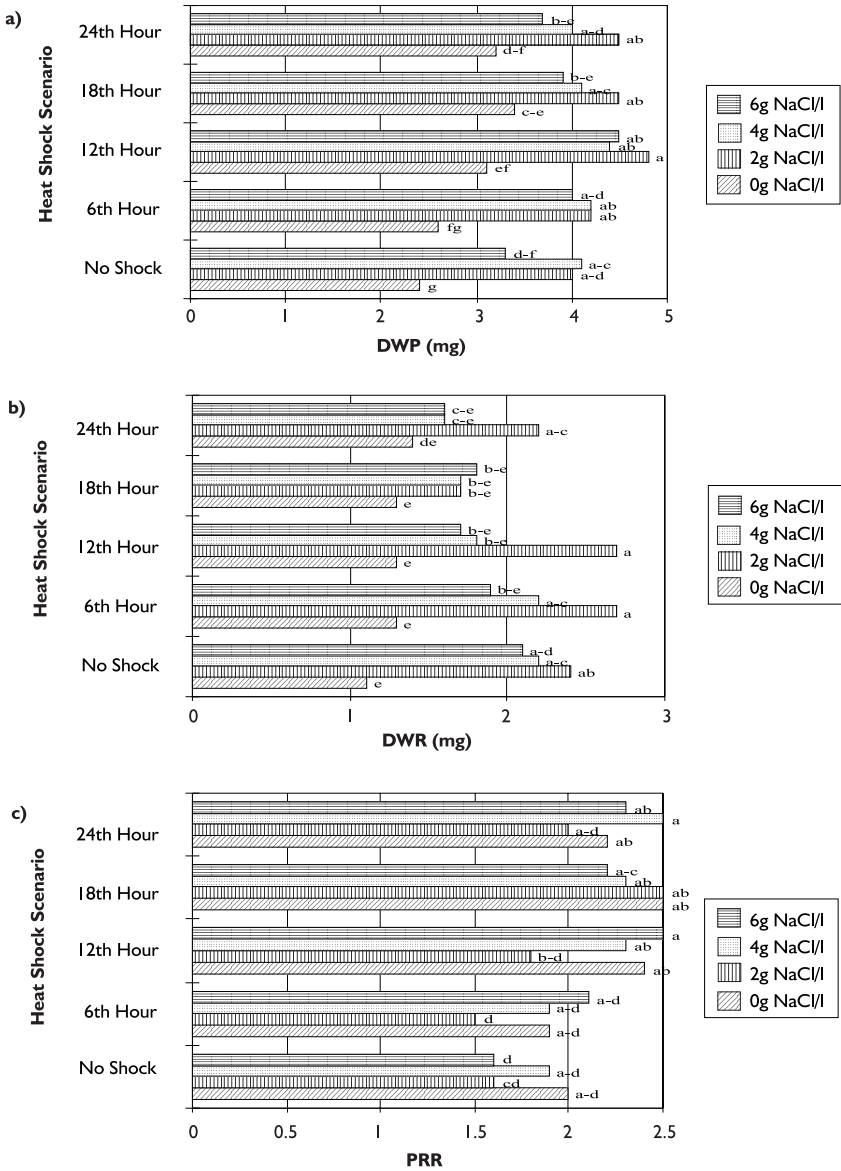 a)
Heat Shock Scenario
24th Hour
b-e
a-d
ab
d-f
18th Hour
b-e
a-c
ab
c-e
12th Hour
ab
ab
a
ef
6th Hour
a-d
ab
ab
fg
No Shock
d-f
a-c
a-d
g
0 1 2 3 4 5
DWP (mg)
6g NaCl/l
4g NaCl/l
2g NaCl/l
0g NaCl/l
b)
Heat Shock Scenario
24th Hour
c-e
c-e
a-c
de
18th Hour
b-e
b-e
b-e
e
12th Hour
b-e
b-e
a
e
6th Hour
b-e
a-c
a
e
No Shock
a-d
a-c
ab
e
0 1 2 3
DWR (mg)
6g NaCl/l
4g NaCl/l
2g NaCl/l
0g NaCl/l
c)
Heat Shock Scenario
24th Hour
ab
a
a-d
ab
18th Hour
a-c
ab
ab
ab
12th Hour
a
ab
b-d
ab
6th Hour
a-d
a-d
d
a-d
No Shock
d
a-d
cd
a-d
0 0.5 1 1.5 2 2.5
PRR
6g NaCl/l
4g NaCl/l
2g NaCl/l
0g NaCl/l